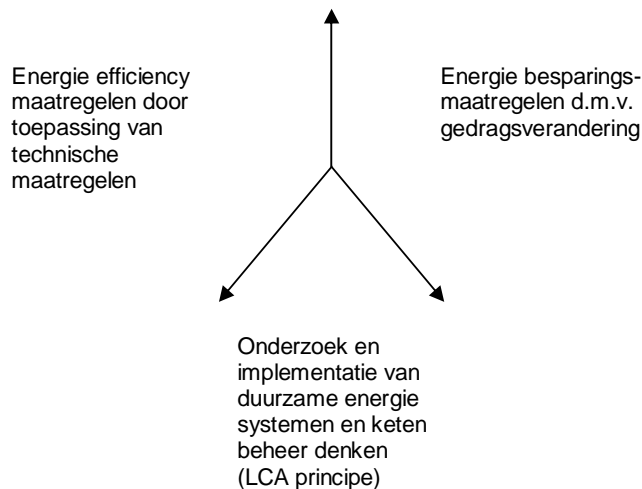 Energie efficiency
maatregelen door
toepassing van
technische
maatregelen
Energie besparings-
maatregelen d.m.v.
gedragsverandering
Onderzoek en
implementatie van
duurzame energie
systemen en keten
beheer denken
(LCA principe)